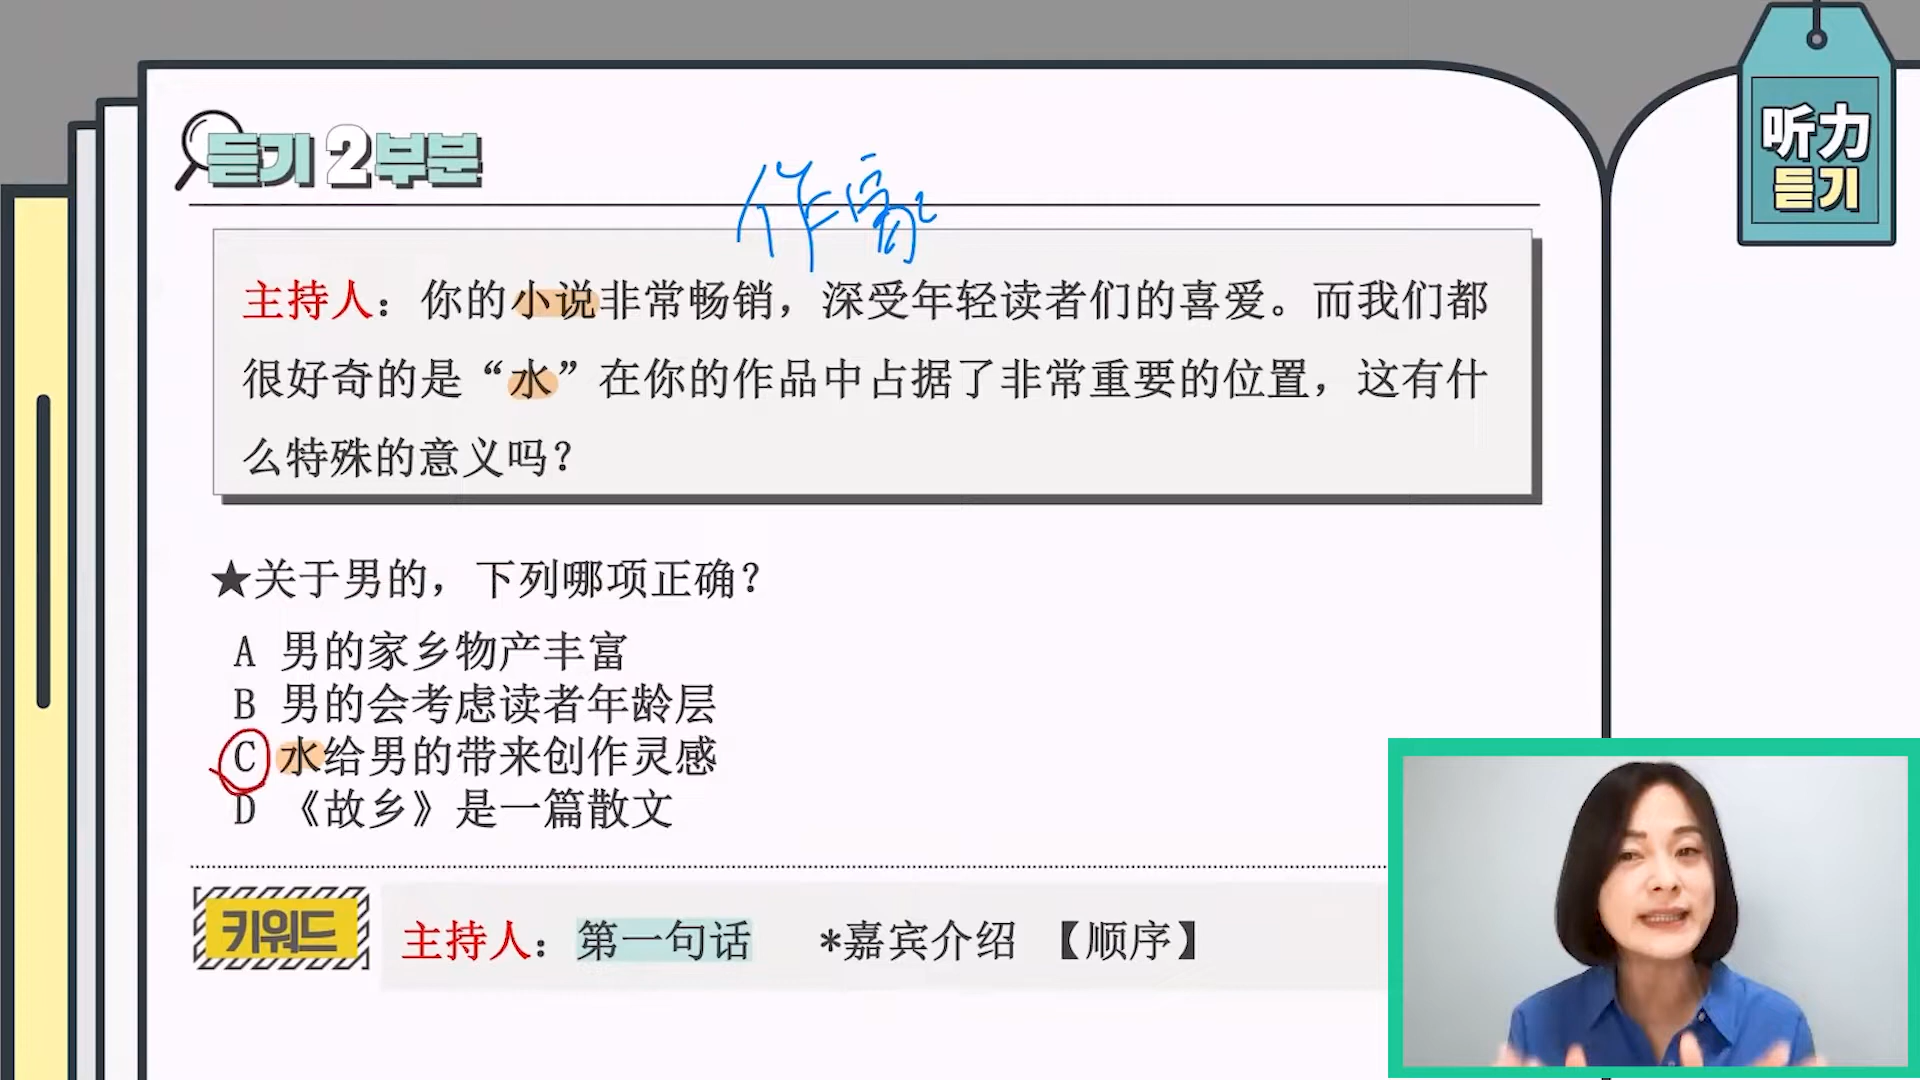 듣기 2부분
作家
主持人：你的小说非常畅销，深受年轻读者们的喜爱。而我们都
很好奇的是“水”在你的作品中占据了非常重要的位置，这有什
么特殊的意义吗？
★关于男的，下列哪项正确？
A 男的家乡物产丰富
B 男的会考虑读者年龄层
C 水给男的带来创作灵感
D 《故乡》是一篇散文
키워드
主持人：第一句话 *嘉宾介绍 【顺序】
听力
듣기